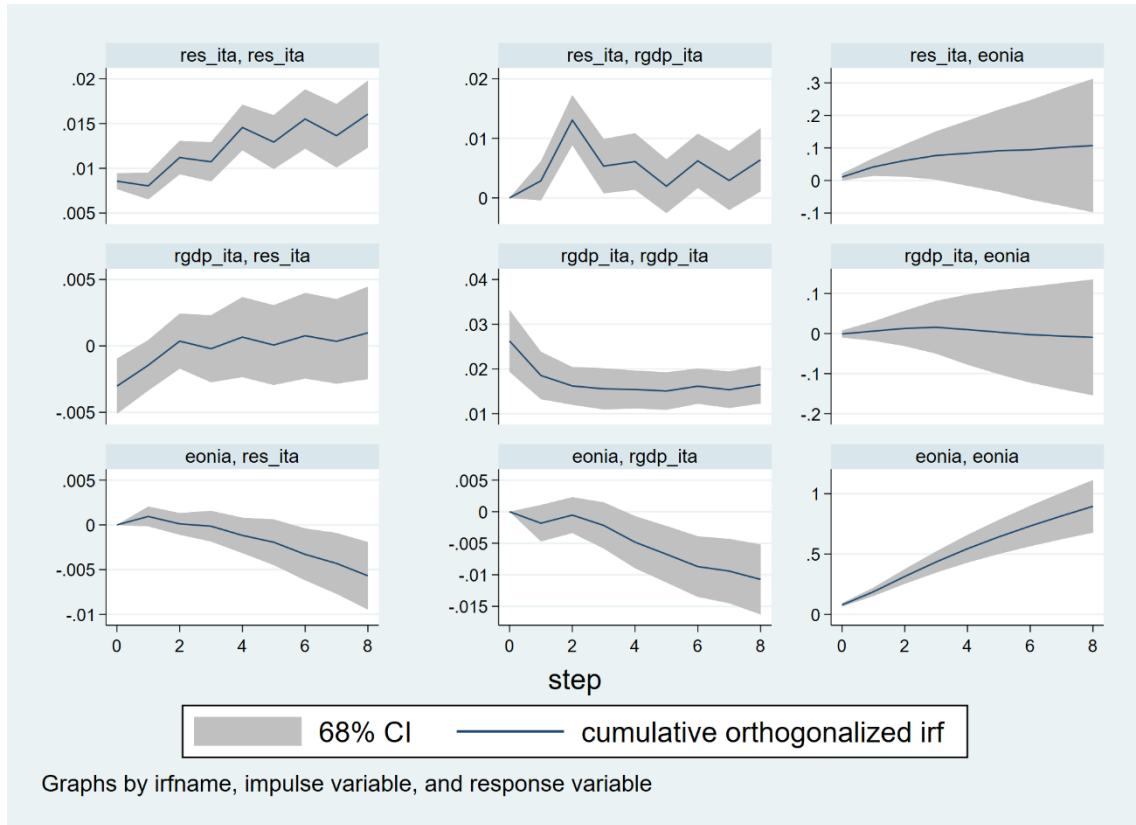 res_ita, res_ita
res_ita, rgdp_ita
res_ita, eonia
.02
.015
.01
.005
.02
.01
0
.3
.2
.1
0
-.1
rgdp_ita, res_ita
rgdp_ita, rgdp_ita
rgdp_ita, eonia
.005
0
-.005
.04
.03
.02
.01
.1
0
-.1
-.2
eonia, res_ita
eonia, rgdp_ita
eonia, eonia
.005
0
-.005
-.01
.005
0
-.005
-.01
-.015
1
.5
0
0 2 4 6 8
0 2 4 6 8
0 2 4 6 8
step
68% CI cumulative orthogonalized irf
Graphs by irfname, impulse variable, and response variable